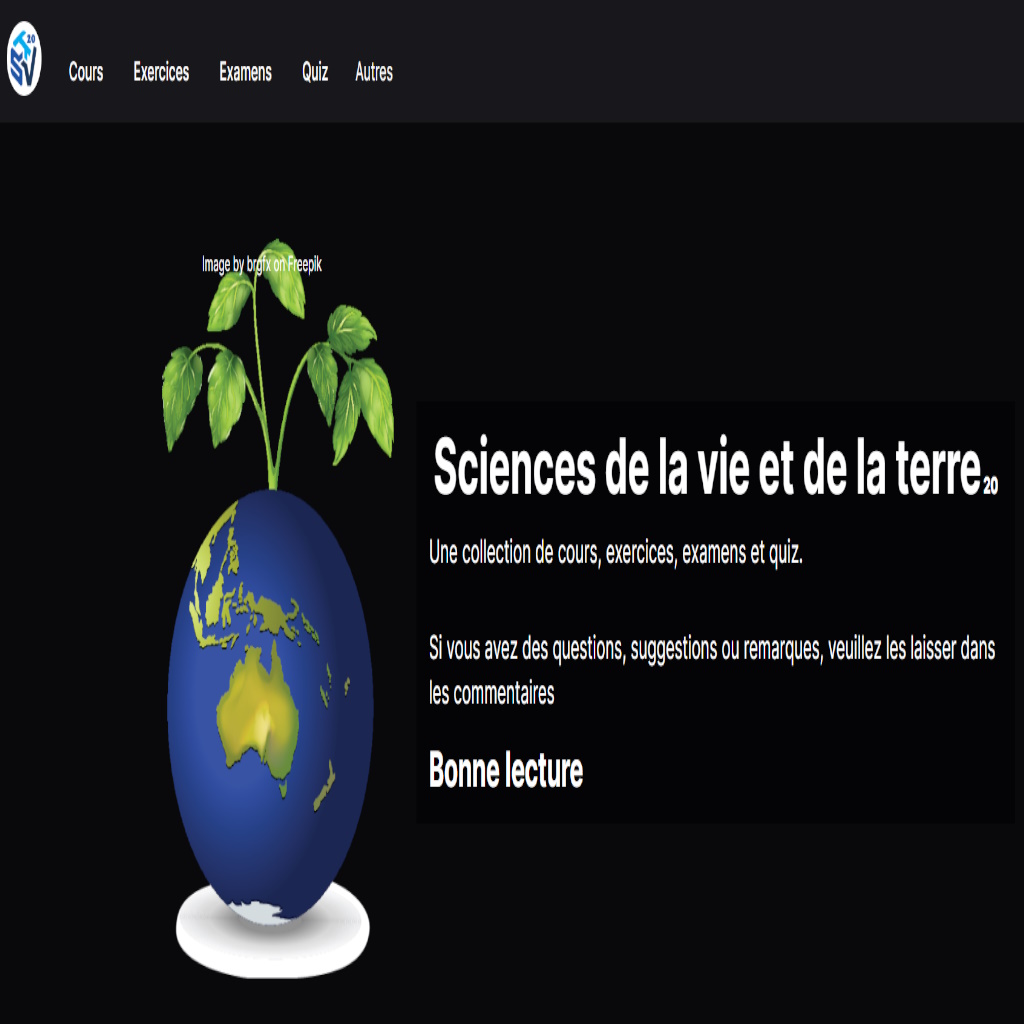 SVT 20
Cours Exercices Examens Quiz Autres
Image by brgfx on Freepik
Sciences de la vie et de la terre 20
Une collection de cours, exercices, examens et quiz.
Si vous avez des questions, suggestions ou remarques, veuillez les laisser dans
les commentaires
Bonne lecture